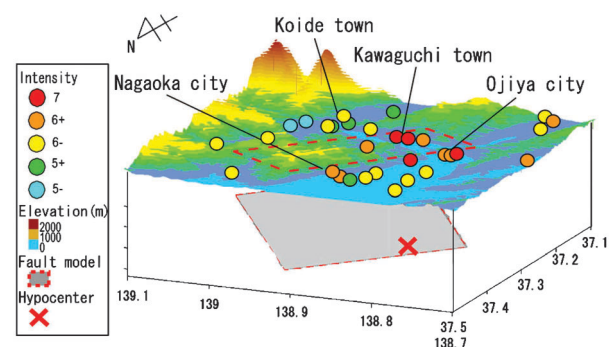 N
Koide town
Kawaguchi town
Nagaoka city
Ojiya city
Intensity
7
6+
6-
5+
5-
Elevation(m)
2000
1000
0
Fault model
Hypocenter
139.1
139
138.9
138.8
138.7
37.5
37.4
37.3
37.2
37.1